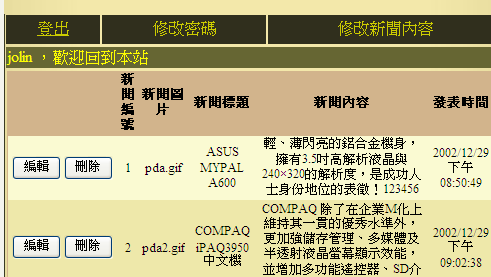 登出 修改密碼 修改新聞內容
jolin ，歡迎回到本站
新聞編號 新聞圖片 新聞標題 新聞內容 發表時間
編輯 刪除 1 pda.gif
ASUS
MYPAL
A600
輕、薄閃亮的鋁合金機身，
擁有3.5吋高解析液晶與
240×320的解析度，是成功人
士身份地位的表徵！123456
2002/12/29
下午
08:50:49
編輯 刪除 2 pda2.gif
COMPAQ
iPAQ3950
中文機
COMPAQ 除了在企業M化上
維持其一貫的優秀水準外，
更加強儲存管理、多媒體及
半透射液晶螢幕顯示效能，
並增加多功能遙控器、SD介
2002/12/29
下午
09:02:38